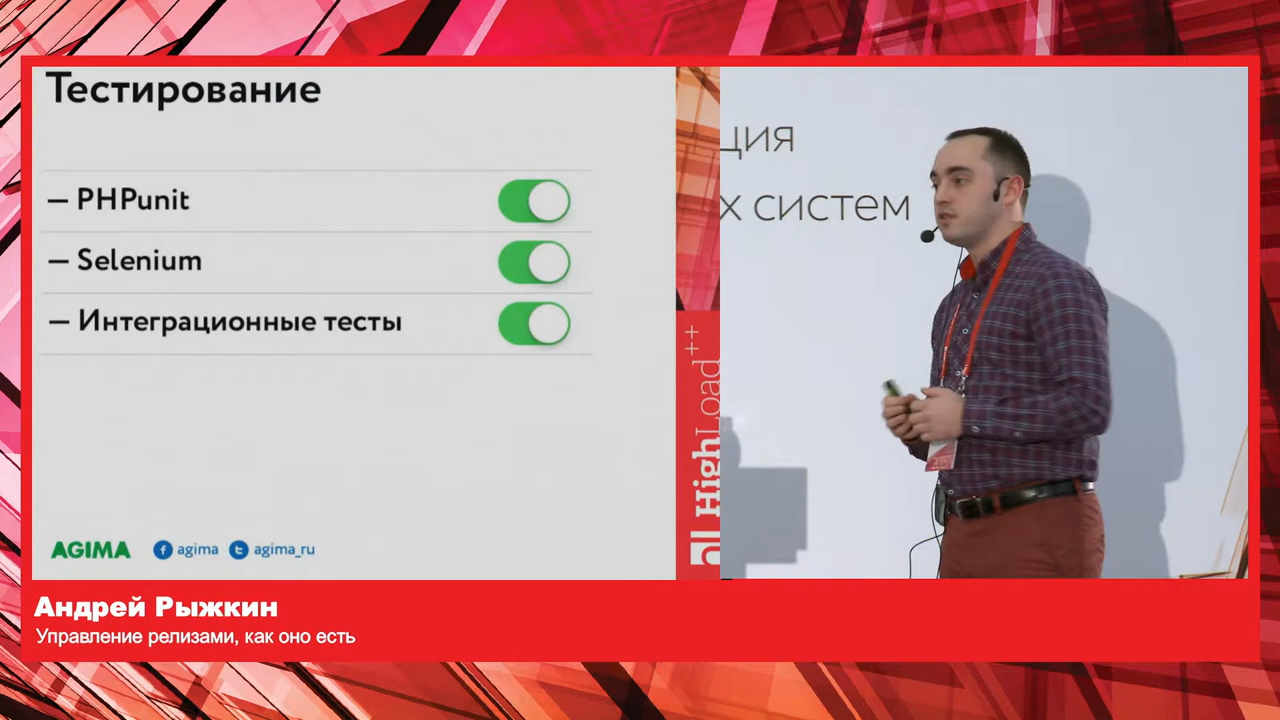 Тестирование
— PHPunit
— Selenium
— Интеграционные тесты
AGIMA
agima
agima_ru
HighLoad++
ция
х систем
Андрей Рыжкин
Управление релизами, как оно есть